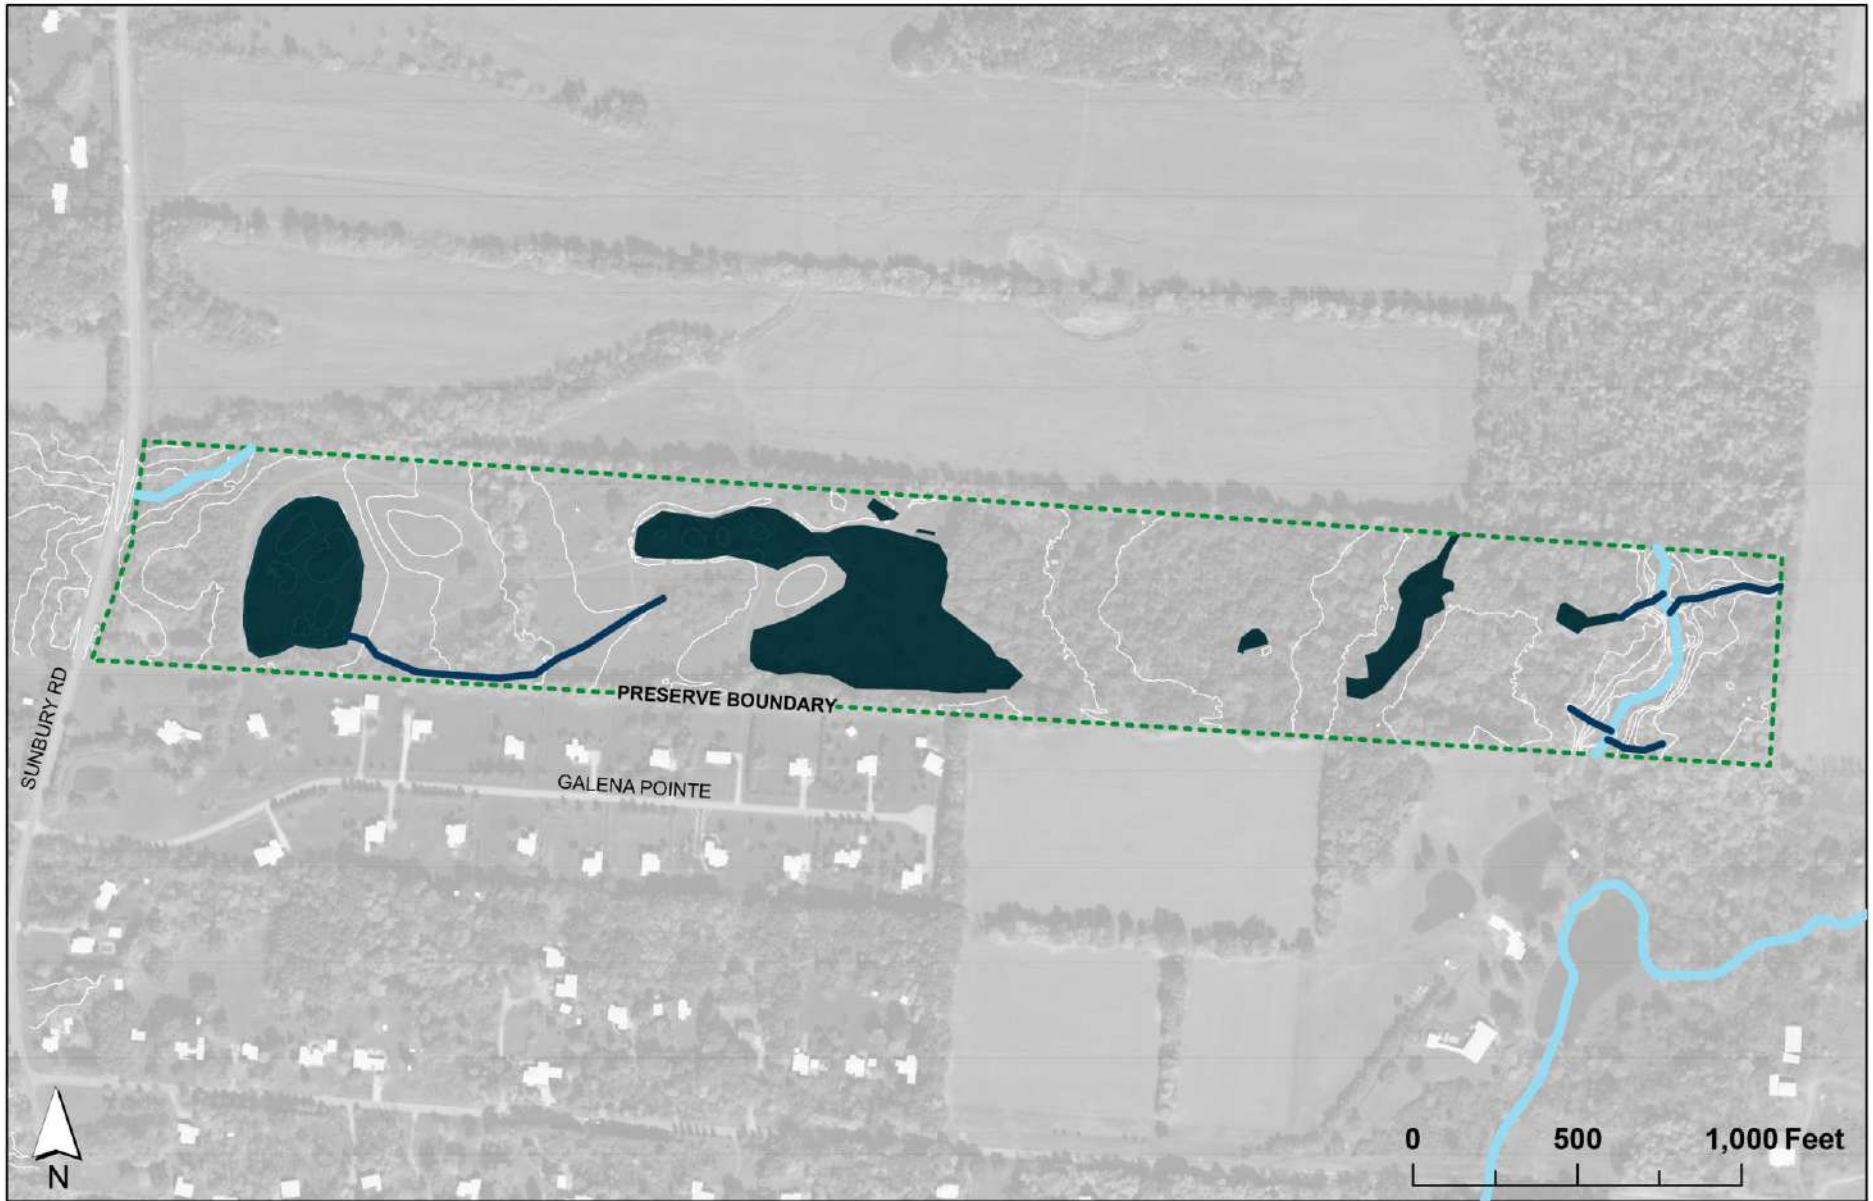 PRESERVE BOUNDARY
SUNBURY RD
GALENA POINTE
0 500 1,000 Feet
N